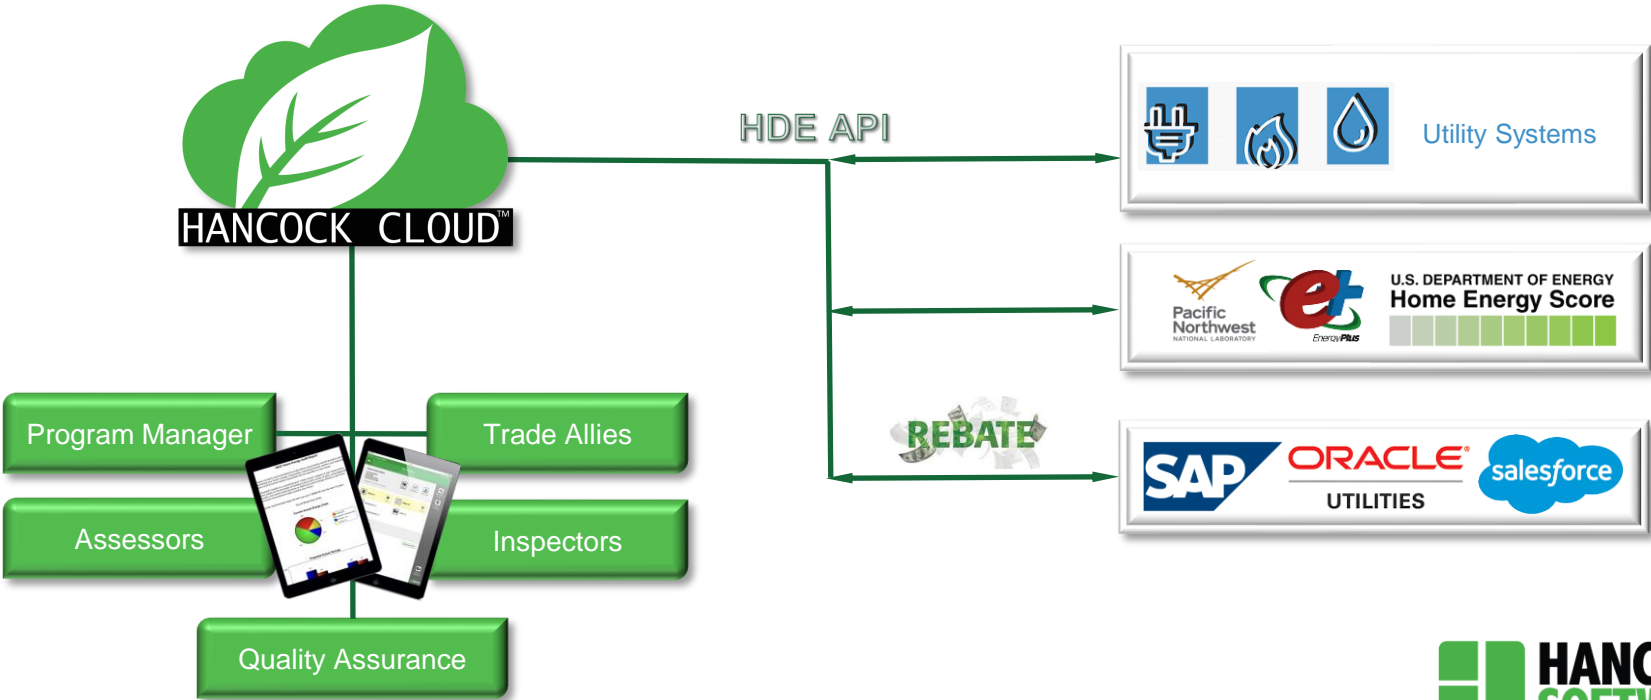 HANCOCK CLOUD™
HDE API
Utility Systems
Pacific
Northwest
NATIONAL LABORATORY
EnergyPlus
U.S. DEPARTMENT OF ENERGY
Home Energy Score
REBATE
SAP
ORACLE®
UTILITIES
salesforce
Program Manager
Trade Allies
Assessors
Inspectors
Quality Assurance